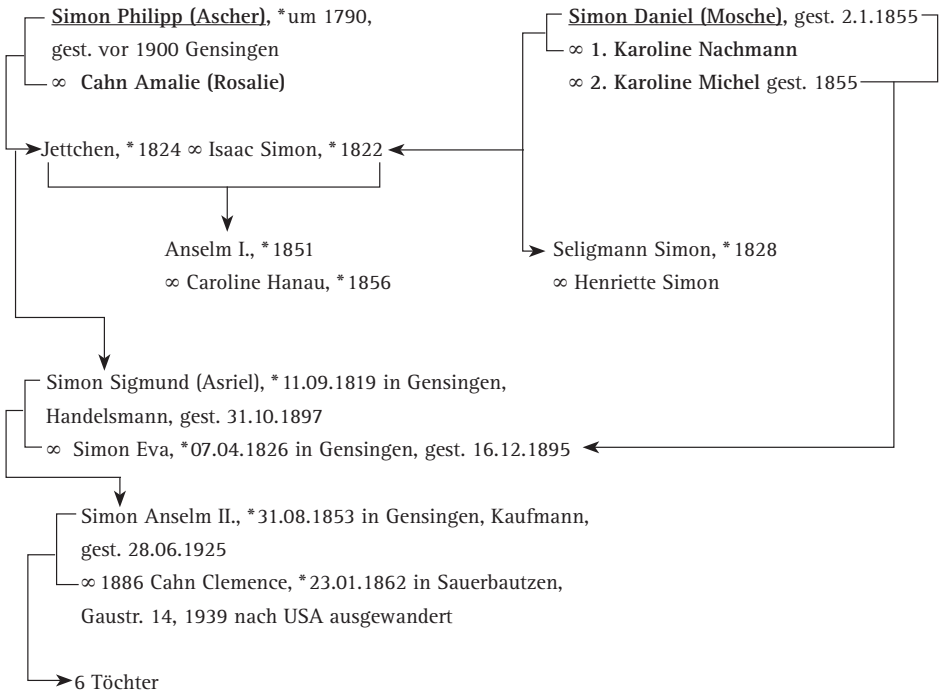 Simon Philipp (Ascher), *um 1790,
gest. vor 1900 Gensingen
∞ Cahn Amalie (Rosalie)
Simon Daniel (Mosche), gest. 2.1.1855
∞ 1. Karoline Nachmann
∞ 2. Karoline Michel gest. 1855
Jettchen, *1824 ∞ Isaac Simon, *1822
Anselm I., *1851
∞ Caroline Hanau, *1856
Seligmann Simon, *1828
∞ Henriette Simon
Simon Sigmund (Asriel), *11.09.1819 in Gensingen,
Handelsmann, gest. 31.10.1897
∞ Simon Eva, *07.04.1826 in Gensingen, gest. 16.12.1895
Simon Anselm II., *31.08.1853 in Gensingen, Kaufmann,
gest. 28.06.1925
∞ 1886 Cahn Clemence, *23.01.1862 in Sauerbautzen,
Gaustr. 14, 1939 nach USA ausgewandert
6 Töchter